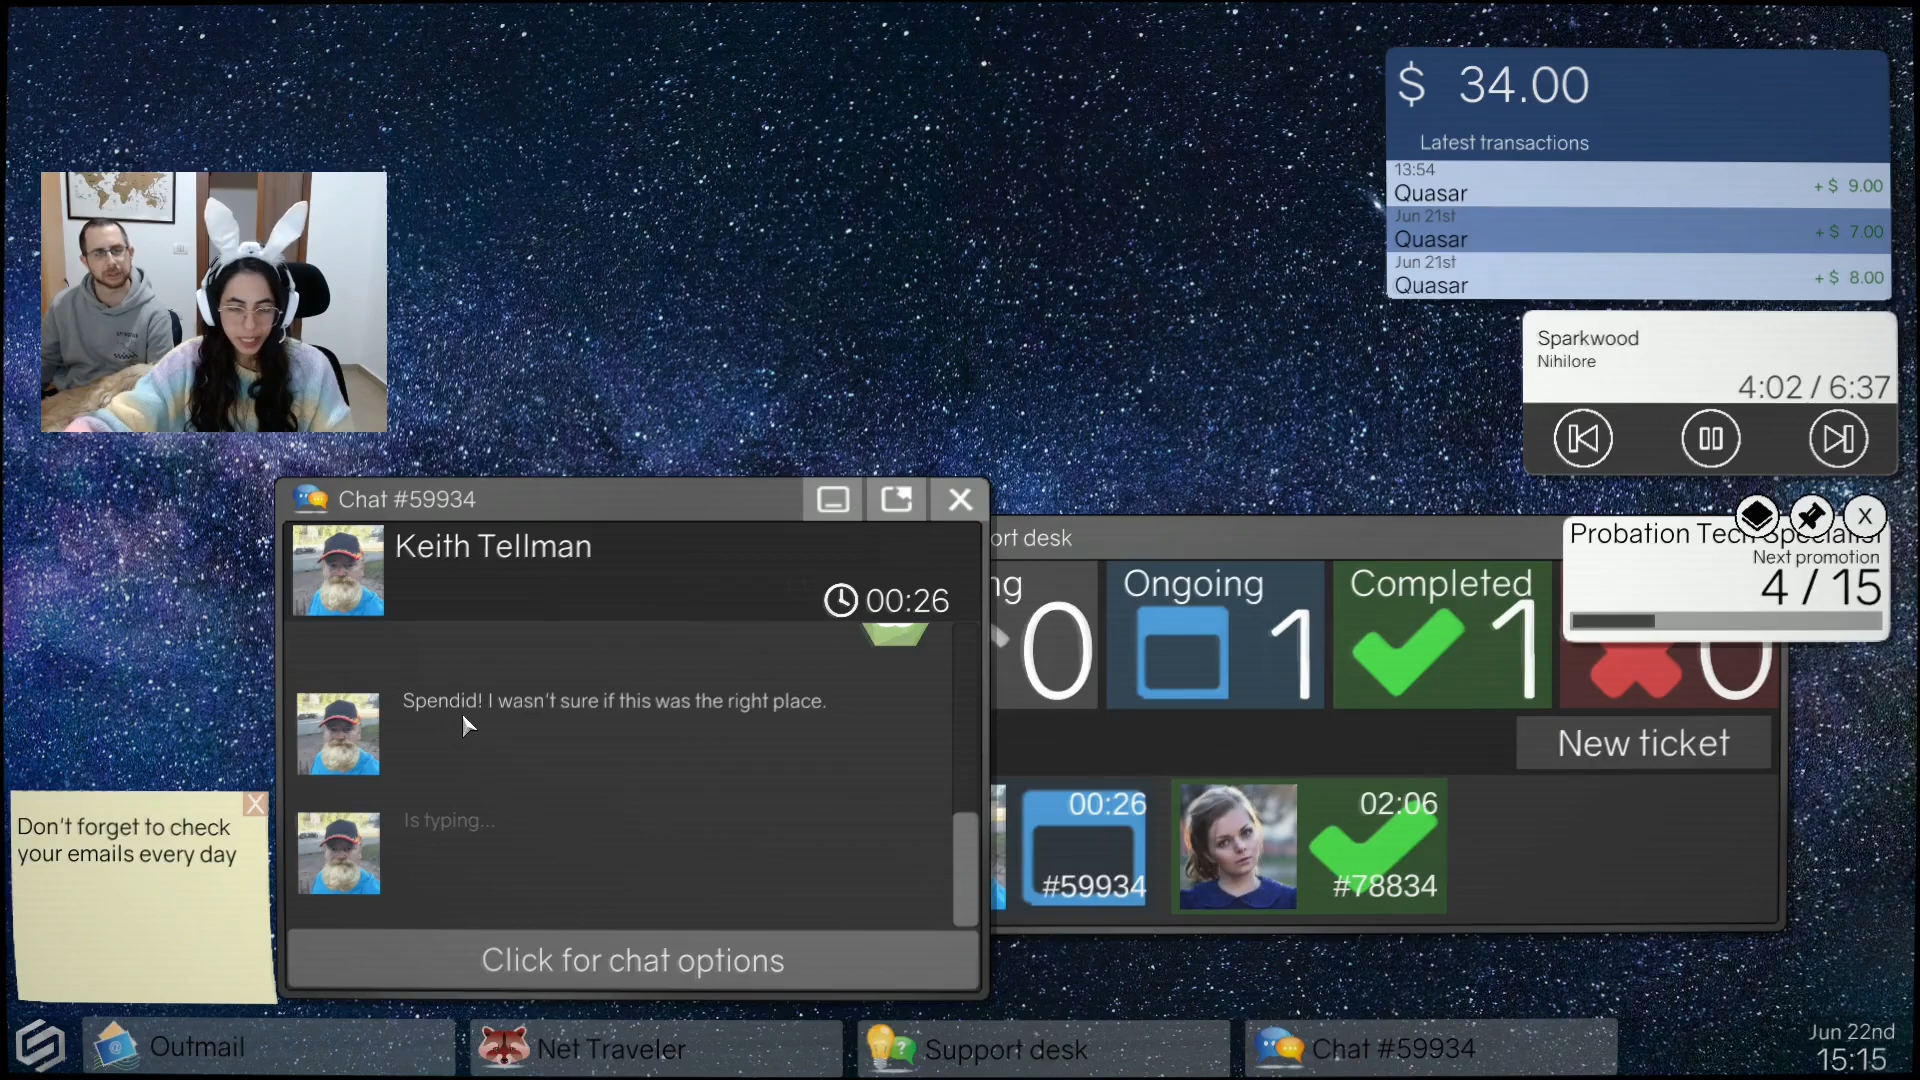 $ 34.00
Latest transactions
13:54
Quasar
+ $ 9.00
Jun 21st
Quasar
+ $ 7.00
Jun 21st
Quasar
+ $ 8.00
Sparkwood
Nihilore
4:02 / 6:37
Probation Tech Specialist
Next promotion
4 / 15
Chat #59934
Keith Tellman
00:26
Spendid! I wasn't sure if this was the right place.
Is typing...
Click for chat options
ort desk
ng
0
Ongoing
1
Completed
1
0
New ticket
00:26
#59934
02:06
#78834
X
Don't forget to check
your emails every day
Outmail
Net Traveler
Support desk
Chat #59934
Jun 22nd
15:15